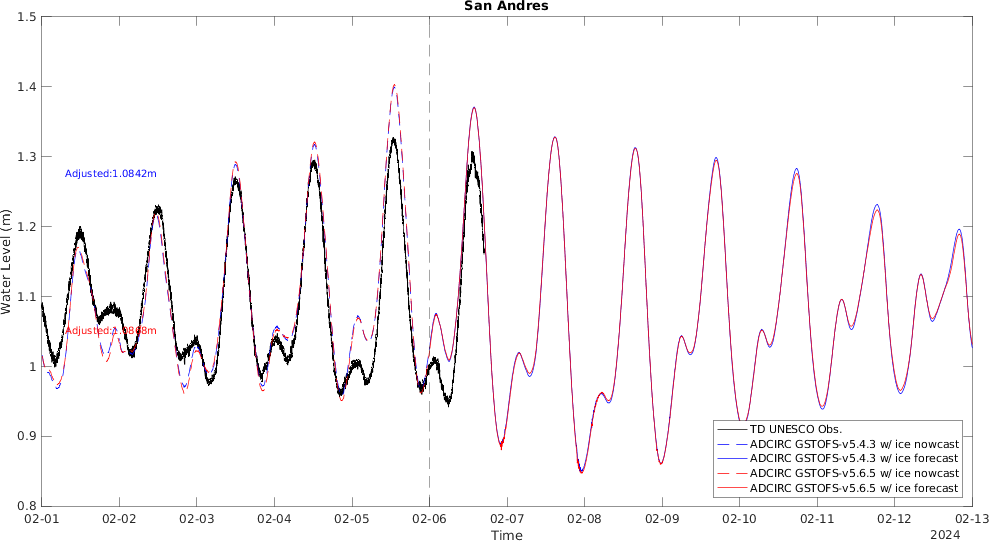 San Andres
1.5
1.4
1.3
1.2
1.1
1
0.9
0.8
Water Level (m)
Adjusted:1.0842m
Adjusted:1.0868m
TD UNESCO Obs.
ADCIRC GSTOFS-v5.4.3 w/ ice nowcast
ADCIRC GSTOFS-v5.4.3 w/ ice forecast
ADCIRC GSTOFS-v5.6.5 w/ ice nowcast
ADCIRC GSTOFS-v5.6.5 w/ ice forecast
02-01 02-02 02-03 02-04 02-05 02-06 02-07 02-08 02-09 02-10 02-11 02-12 02-13
Time
2024